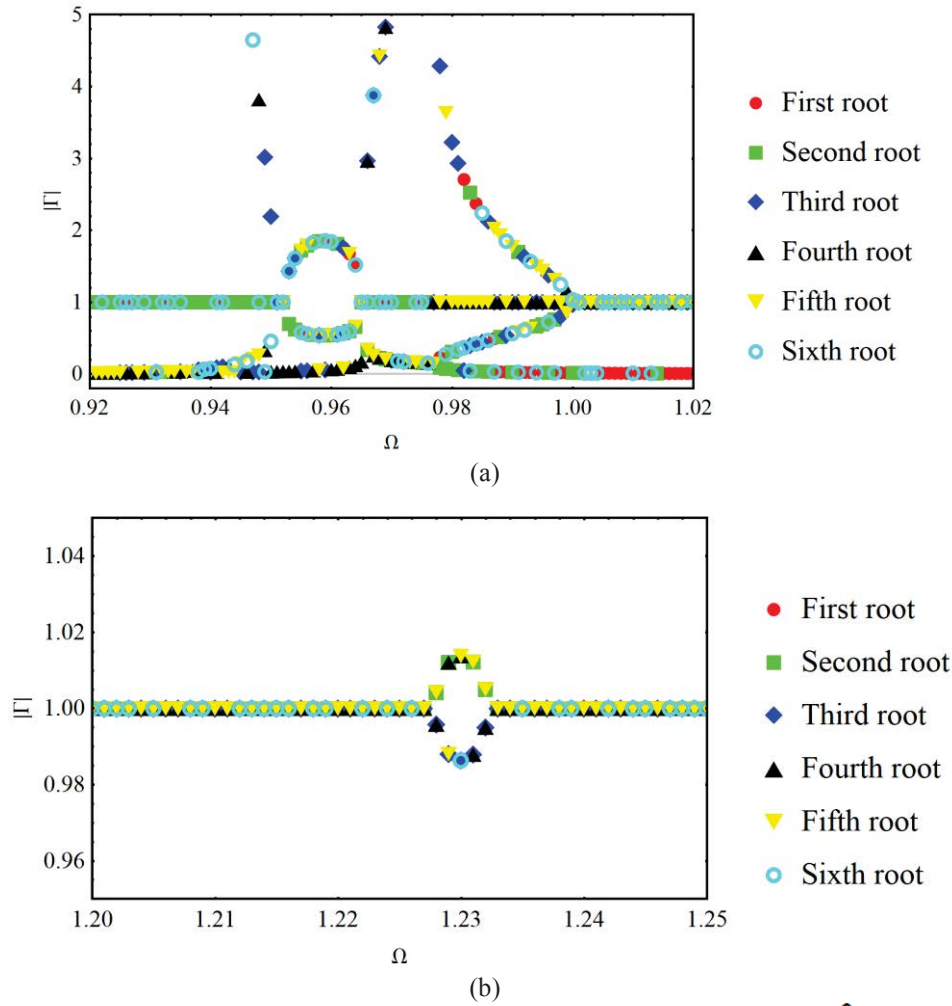 5
4
3
2
1
0
|Γ|
0.92 0.94 0.96 0.98 1.00 1.02
Ω
First root
Second root
Third root
Fourth root
Fifth root
Sixth root
(a)
1.04
1.02
1.00
0.98
0.96
|Γ|
1.20 1.21 1.22 1.23 1.24 1.25
Ω
First root
Second root
Third root
Fourth root
Fifth root
Sixth root
(b)